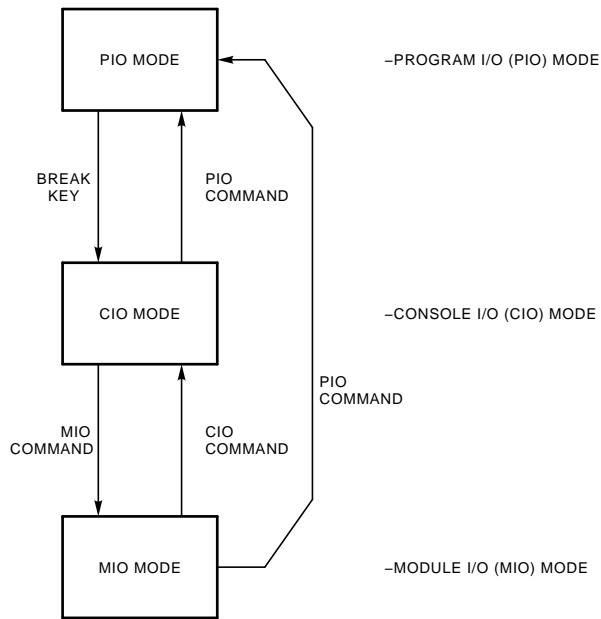 PIO MODE
–PROGRAM I/O (PIO) MODE
BREAK
KEY
PIO
COMMAND
CIO MODE
–CONSOLE I/O (CIO) MODE
PIO
COMMAND
MIO
COMMAND
CIO
COMMAND
MIO MODE
–MODULE I/O (MIO) MODE